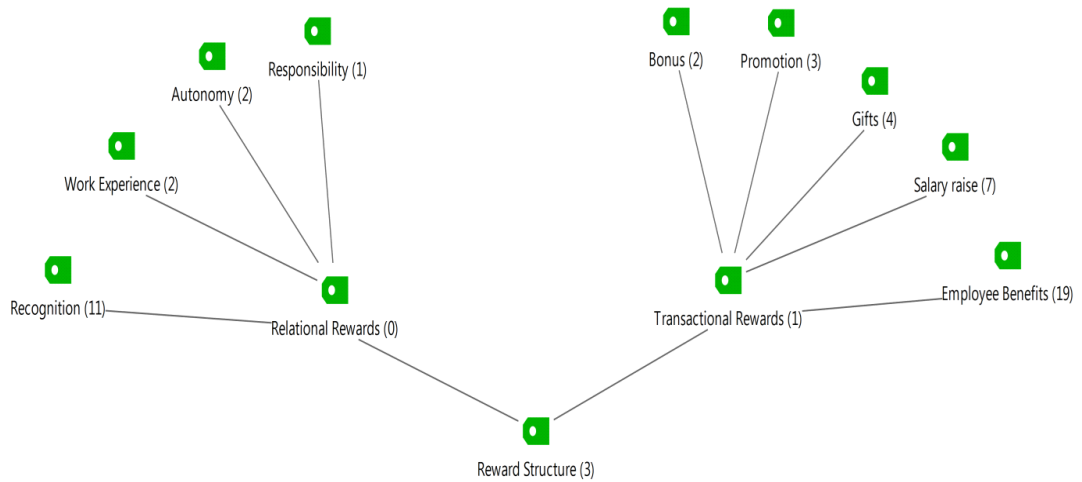 Bonus (2)
Promotion (3)
Responsibility (1)
Autonomy (2)
Gifts (4)
Work Experience (2)
Salary raise (7)
Recognition (11)
Employee Benefits (19)
Relational Rewards (0)
Transactional Rewards (1)
Reward Structure (3)